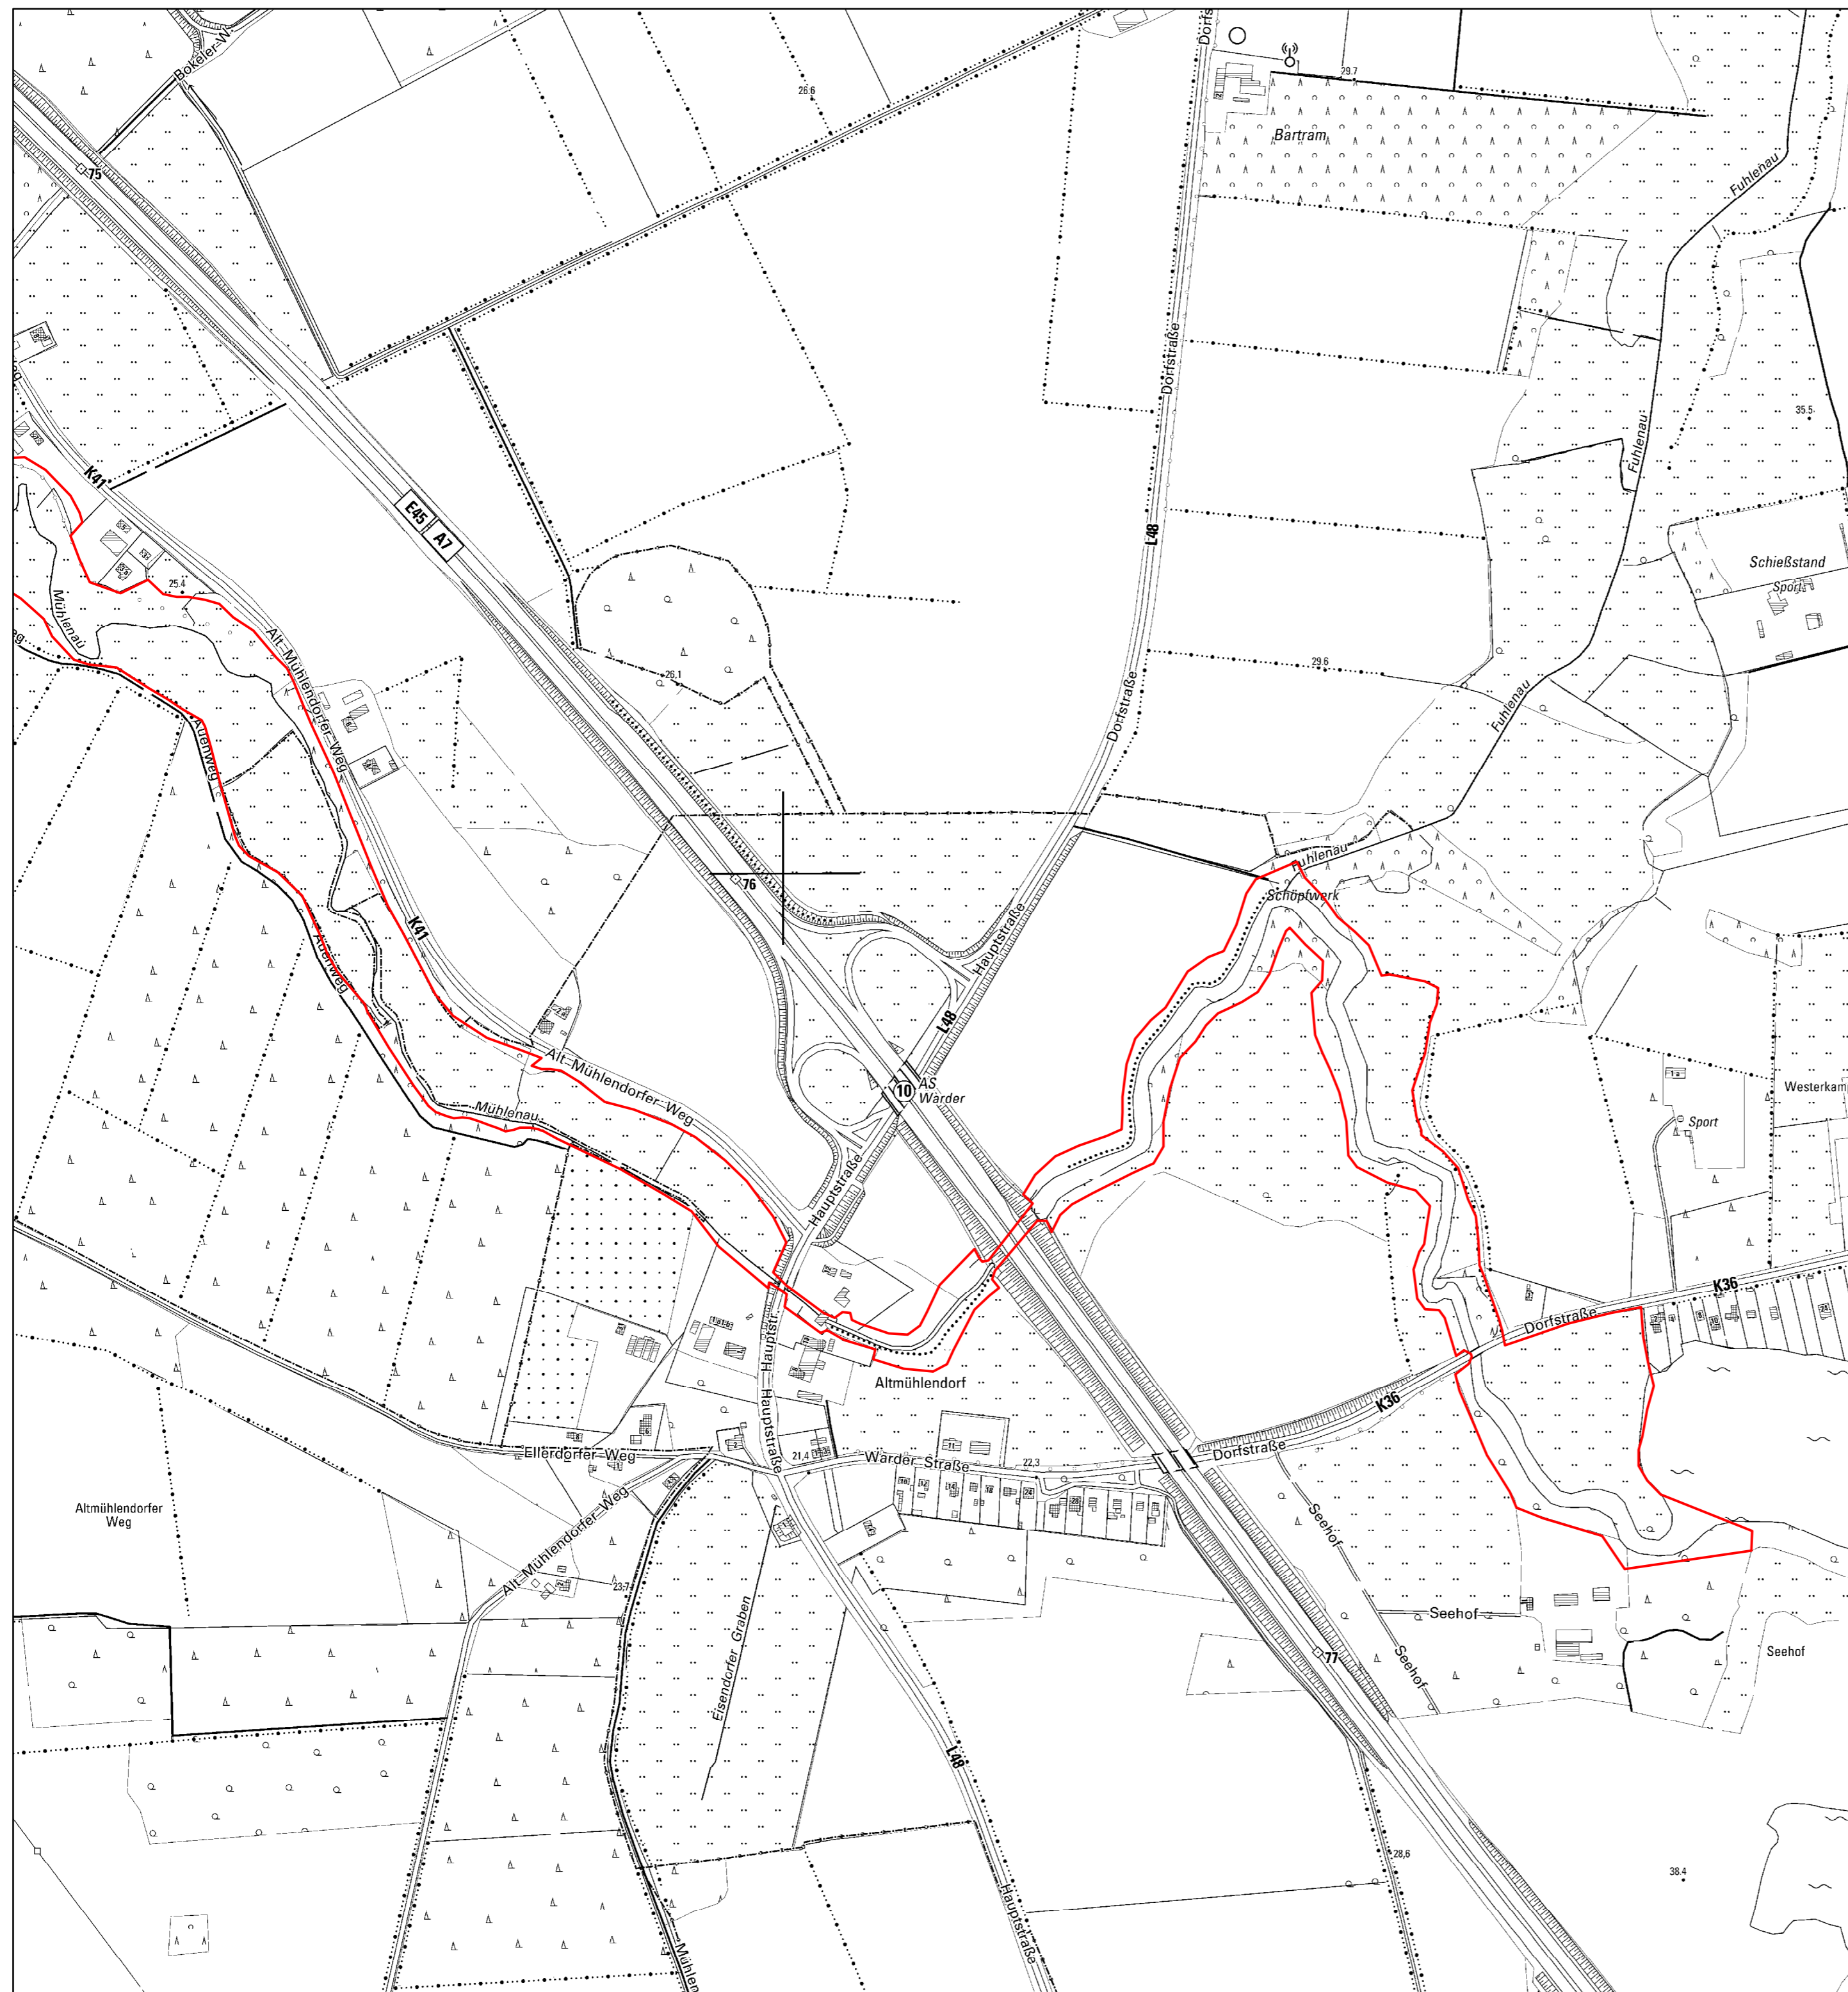 Bokeler-W.
26.6
Dorfs
29.7
Bartram
75
Fuhlenau
Dorfstraße
35.5
Fuhlenau
K41
E45
A7
L48
Schießstand
Sport
25.4
Mühlenau
Alt-Mühlendorfer-Weg
26,1
29.6
Dorfstraße
Fuhlenau
Auenweg
Fuhlenau
Schöpfwerk
76
K41
Hauptstraße
Auenweg
L48
Alt-Mühlendorfer-Weg
10
AS
Warder
Westerkam
Mühlenau
Sport
Hauptstraße
K36
Dorfstraße
Hauptstr.
Altmühlendorf
K36
Hauptstraße
Ellerdorfer-Weg
21,4
Warder Straße
22,3
Dorfstraße
Altmühlendorfer
Weg
Alt-Mühlendorfer-Weg
Seehof
23,7
Eisendorfer Graben
Seehof
Seehof
77
Seehof
L48
28,6
38.4
Hauptstraße
Mühlen